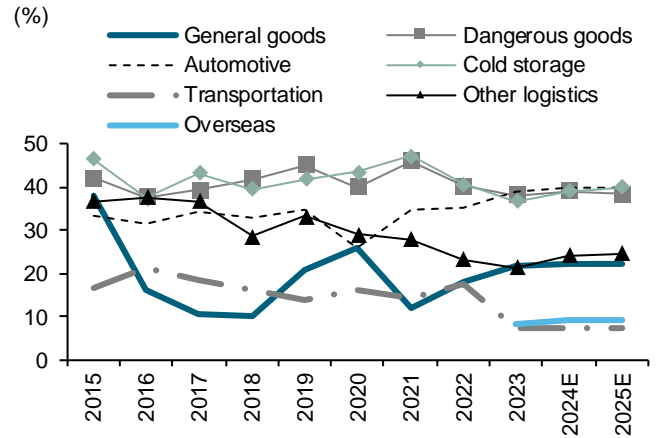 (%)
General goods
Dangerous goods
Automotive
Cold storage
Transportation
Other logistics
Overseas
50
40
30
20
10
0
2015
2016
2017
2018
2019
2020
2021
2022
2023
2024E
2025E